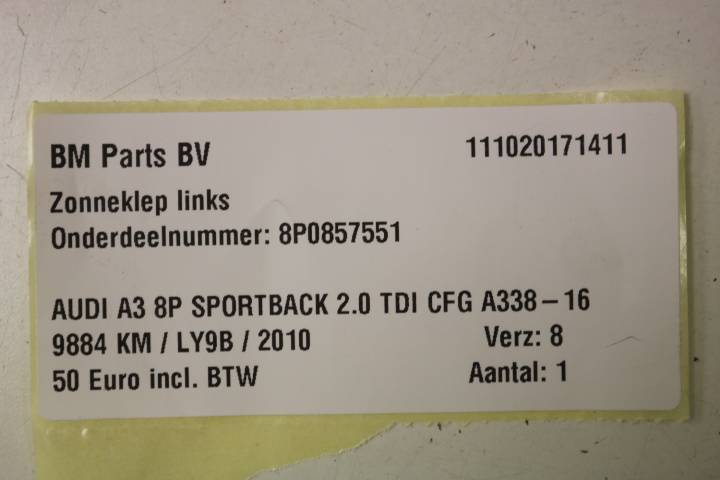 BM Parts BV 111020171411
Zonneklep links
Onderdeelnummer: 8P0857551
AUDI A3 8P SPORTBACK 2.0 TDI CFG A338-16
9884 KM / LY9B / 2010 Verz: 8
50 Euro incl. BTW Aantal: 1